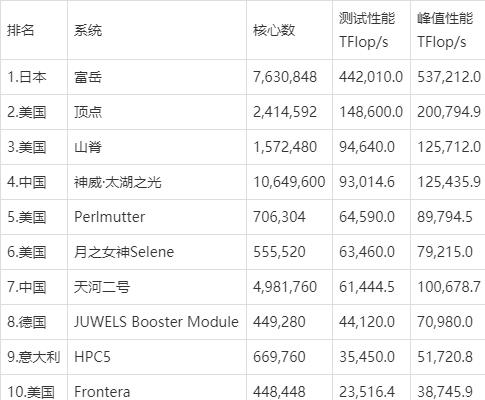 排名 系统 核心数 测试性能 TFlop/s 峰值性能 TFlop/s
1.日本 富岳 7,630,848 442,010.0 537,212.0
2.美国 顶点 2,414,592 148,600.0 200,794.9
3.美国 山脊 1,572,480 94,640.0 125,712.0
4.中国 神威·太湖之光 10,649,600 93,014.6 125,435.9
5.美国 Perlmutter 706,304 64,590.0 89,794.5
6.美国 月之女神Selene 555,520 63,460.0 79,215.0
7.中国 天河二号 4,981,760 61,444.5 100,678.7
8.德国 JUWELS Booster Module 449,280 44,120.0 70,980.0
9.意大利 HPC5 669,760 35,450.0 51,720.8
10.美国 Frontera 448,448 23,516.4 38,745.9